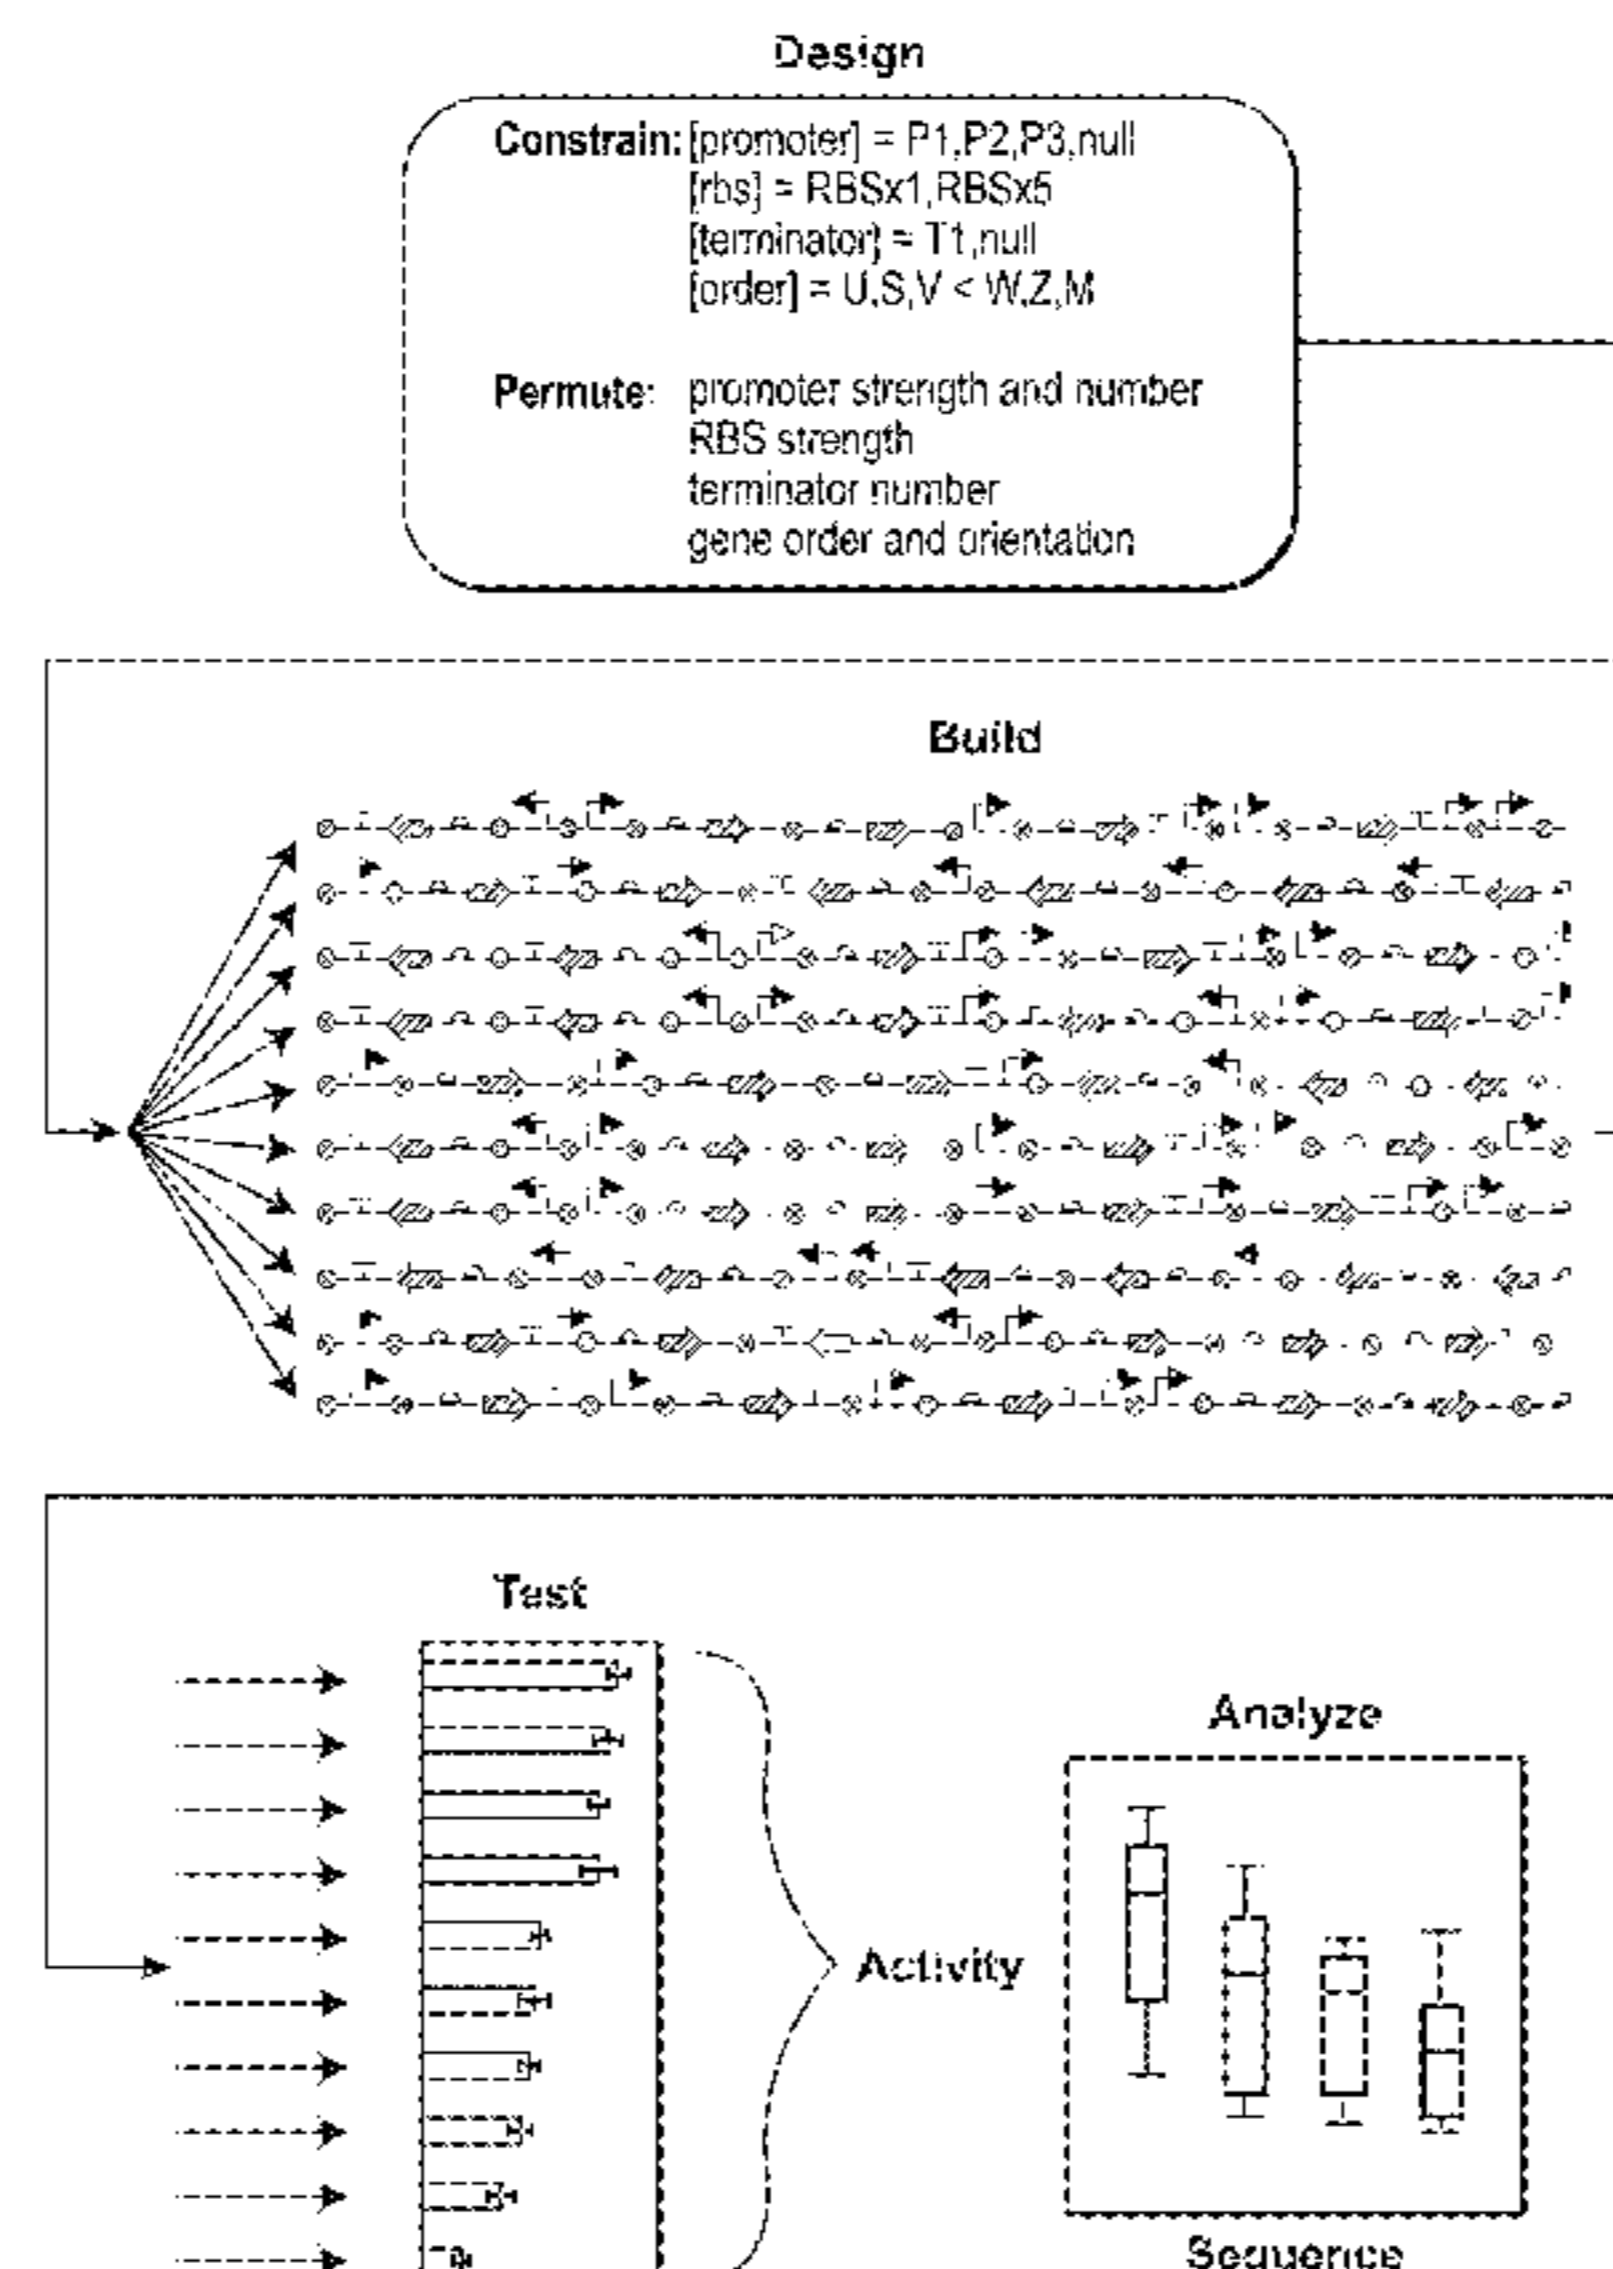 Design
Constrain: [promoter] = P1,P2,P3,null
[rbs] = RBSx1,RBSx5
[terminator] = T1,null
[order] = U,S,V < W,Z,M
Permute: promoter strength and number
RBS strength
terminator number
gene order and orientation
Build
Test
Analyze
Activity
Sequence